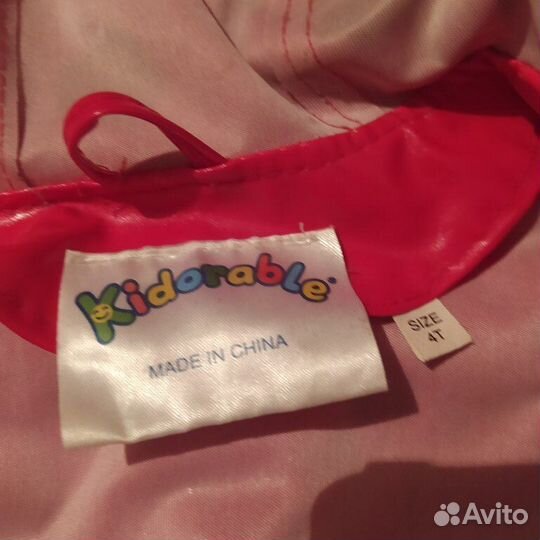 Kidorable
MADE IN CHINA
SIZE
4T
Avito